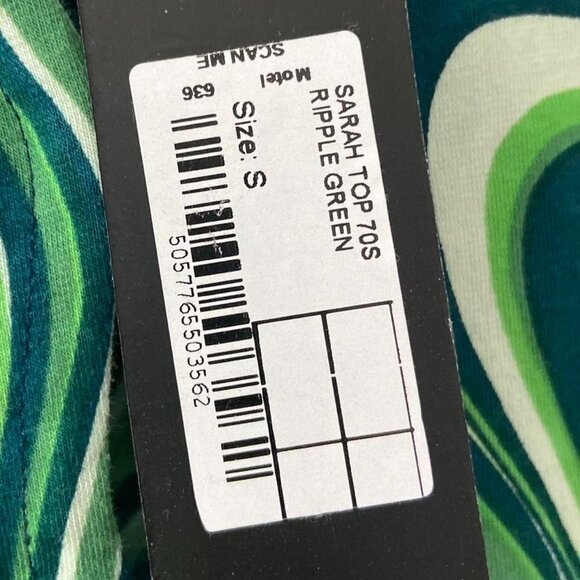 SARAH TOP 70S
RIPPLE GREEN
Motel
SCAN ME
Size: S
636
5057765503562